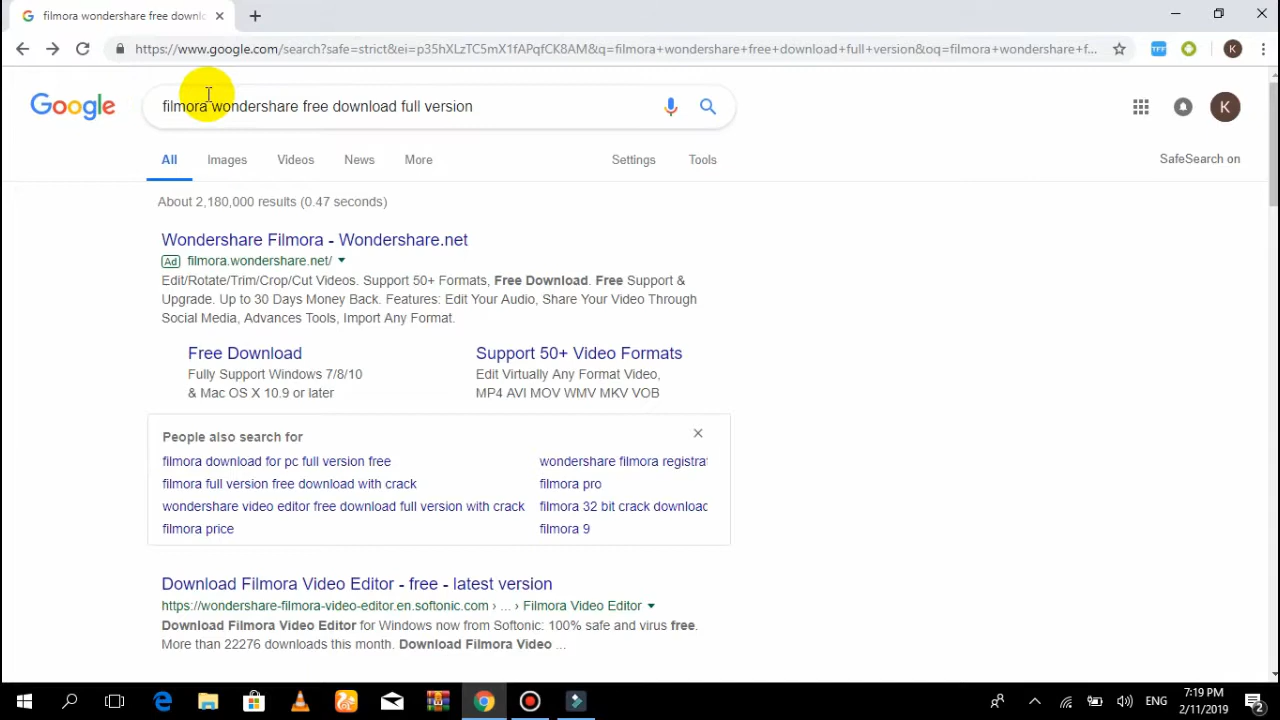 filmora wondershare free downl
https://www.google.com/search?safe=strict&ei=p35hXLzTC5mX1fAPqfCK8AM&q=filmora+wondershare+free+download+full+version&oq=filmora+wondershare+f...
TFF
K
Google
filmora wondershare free download full version
K
All
Images
Videos
News
More
Settings
Tools
SafeSearch on
About 2,180,000 results (0.47 seconds)
Wondershare Filmora - Wondershare.net
Ad filmora.wondershare.net/
Edit/Rotate/Trim/Crop/Cut Videos. Support 50+ Formats, Free Download. Free Support &
Upgrade. Up to 30 Days Money Back. Features: Edit Your Audio, Share Your Video Through
Social Media, Advances Tools, Import Any Format.
Free Download
Fully Support Windows 7/8/10
& Mac OS X 10.9 or later
Support 50+ Video Formats
Edit Virtually Any Format Video,
MP4 AVI MOV WMV MKV VOB
People also search for
filmora download for pc full version free
filmora full version free download with crack
wondershare video editor free download full version with crack
filmora price
wondershare filmora registrat
filmora pro
filmora 32 bit crack download
filmora 9
Download Filmora Video Editor - free - latest version
https://wondershare-filmora-video-editor.en.softonic.com › ... › Filmora Video Editor
Download Filmora Video Editor for Windows now from Softonic: 100% safe and virus free.
More than 22276 downloads this month. Download Filmora Video ...
ENG
7:19 PM
2/11/2019
2